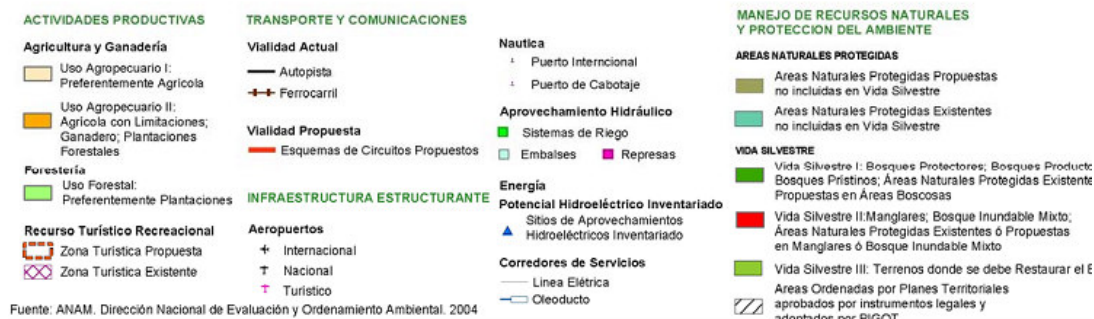 ACTIVIDADES PRODUCTIVAS
Agricultura y Ganadería
Uso Agropecuario I:
Preferentemente Agrícola
Uso Agropecuario II:
Agrícola con Limitaciones;
Ganadero; Plantaciones
Forestales
Forestería
Uso Forestal:
Preferentemente Plantaciones
Recurso Turístico Recreacional
Zona Turística Propuesta
Zona Turística Existente
TRANSPORTE Y COMUNICACIONES
Vialidad Actual
Autopista
Ferrocarril
Vialidad Propuesta
Esquemas de Circuitos Propuestos
INFRAESTRUCTURA ESTRUCTURANTE
Aeropuertos
Internacional
Nacional
Turístico
Nautica
Puerto Interncional
Puerto de Cabotaje
Aprovechamiento Hidráulico
Sistemas de Riego
Embalses
Represas
Energía
Potencial Hidroeléctrico Inventariado
Sitios de Aprovechamientos
Hidroeléctricos Inventariado
Corredores de Servicios
Linea Elétrica
Oleoducto
MANEJO DE RECURSOS NATURALES
Y PROTECCION DEL AMBIENTE
AREAS NATURALES PROTEGIDAS
Areas Naturales Protegidas Propuestas
no incluidas en Vida Silvestre
Areas Naturales Protegidas Existentes
no incluidas en Vida Silvestre
VIDA SILVESTRE
Vida Silvestre I: Bosques Protectores; Bosques Producto
Bosques Prístinos; Áreas Naturales Protegidas Existente
Propuestas en Áreas Boscosas
Vida Silvestre II:Manglares; Bosque Inundable Mixto;
Áreas Naturales Protegidas Existentes ó Propuestas
en Manglares ó Bosque Inundable Mixto
Vida Silvestre III: Terrenos donde se debe Restaurar el
Areas Ordenadas por Planes Territoriales
aprobados por instrumentos legales y
adoptados por PIGOT
Fuente: ANAM. Dirección Nacional de Evaluación y Ordenamiento Ambiental. 2004